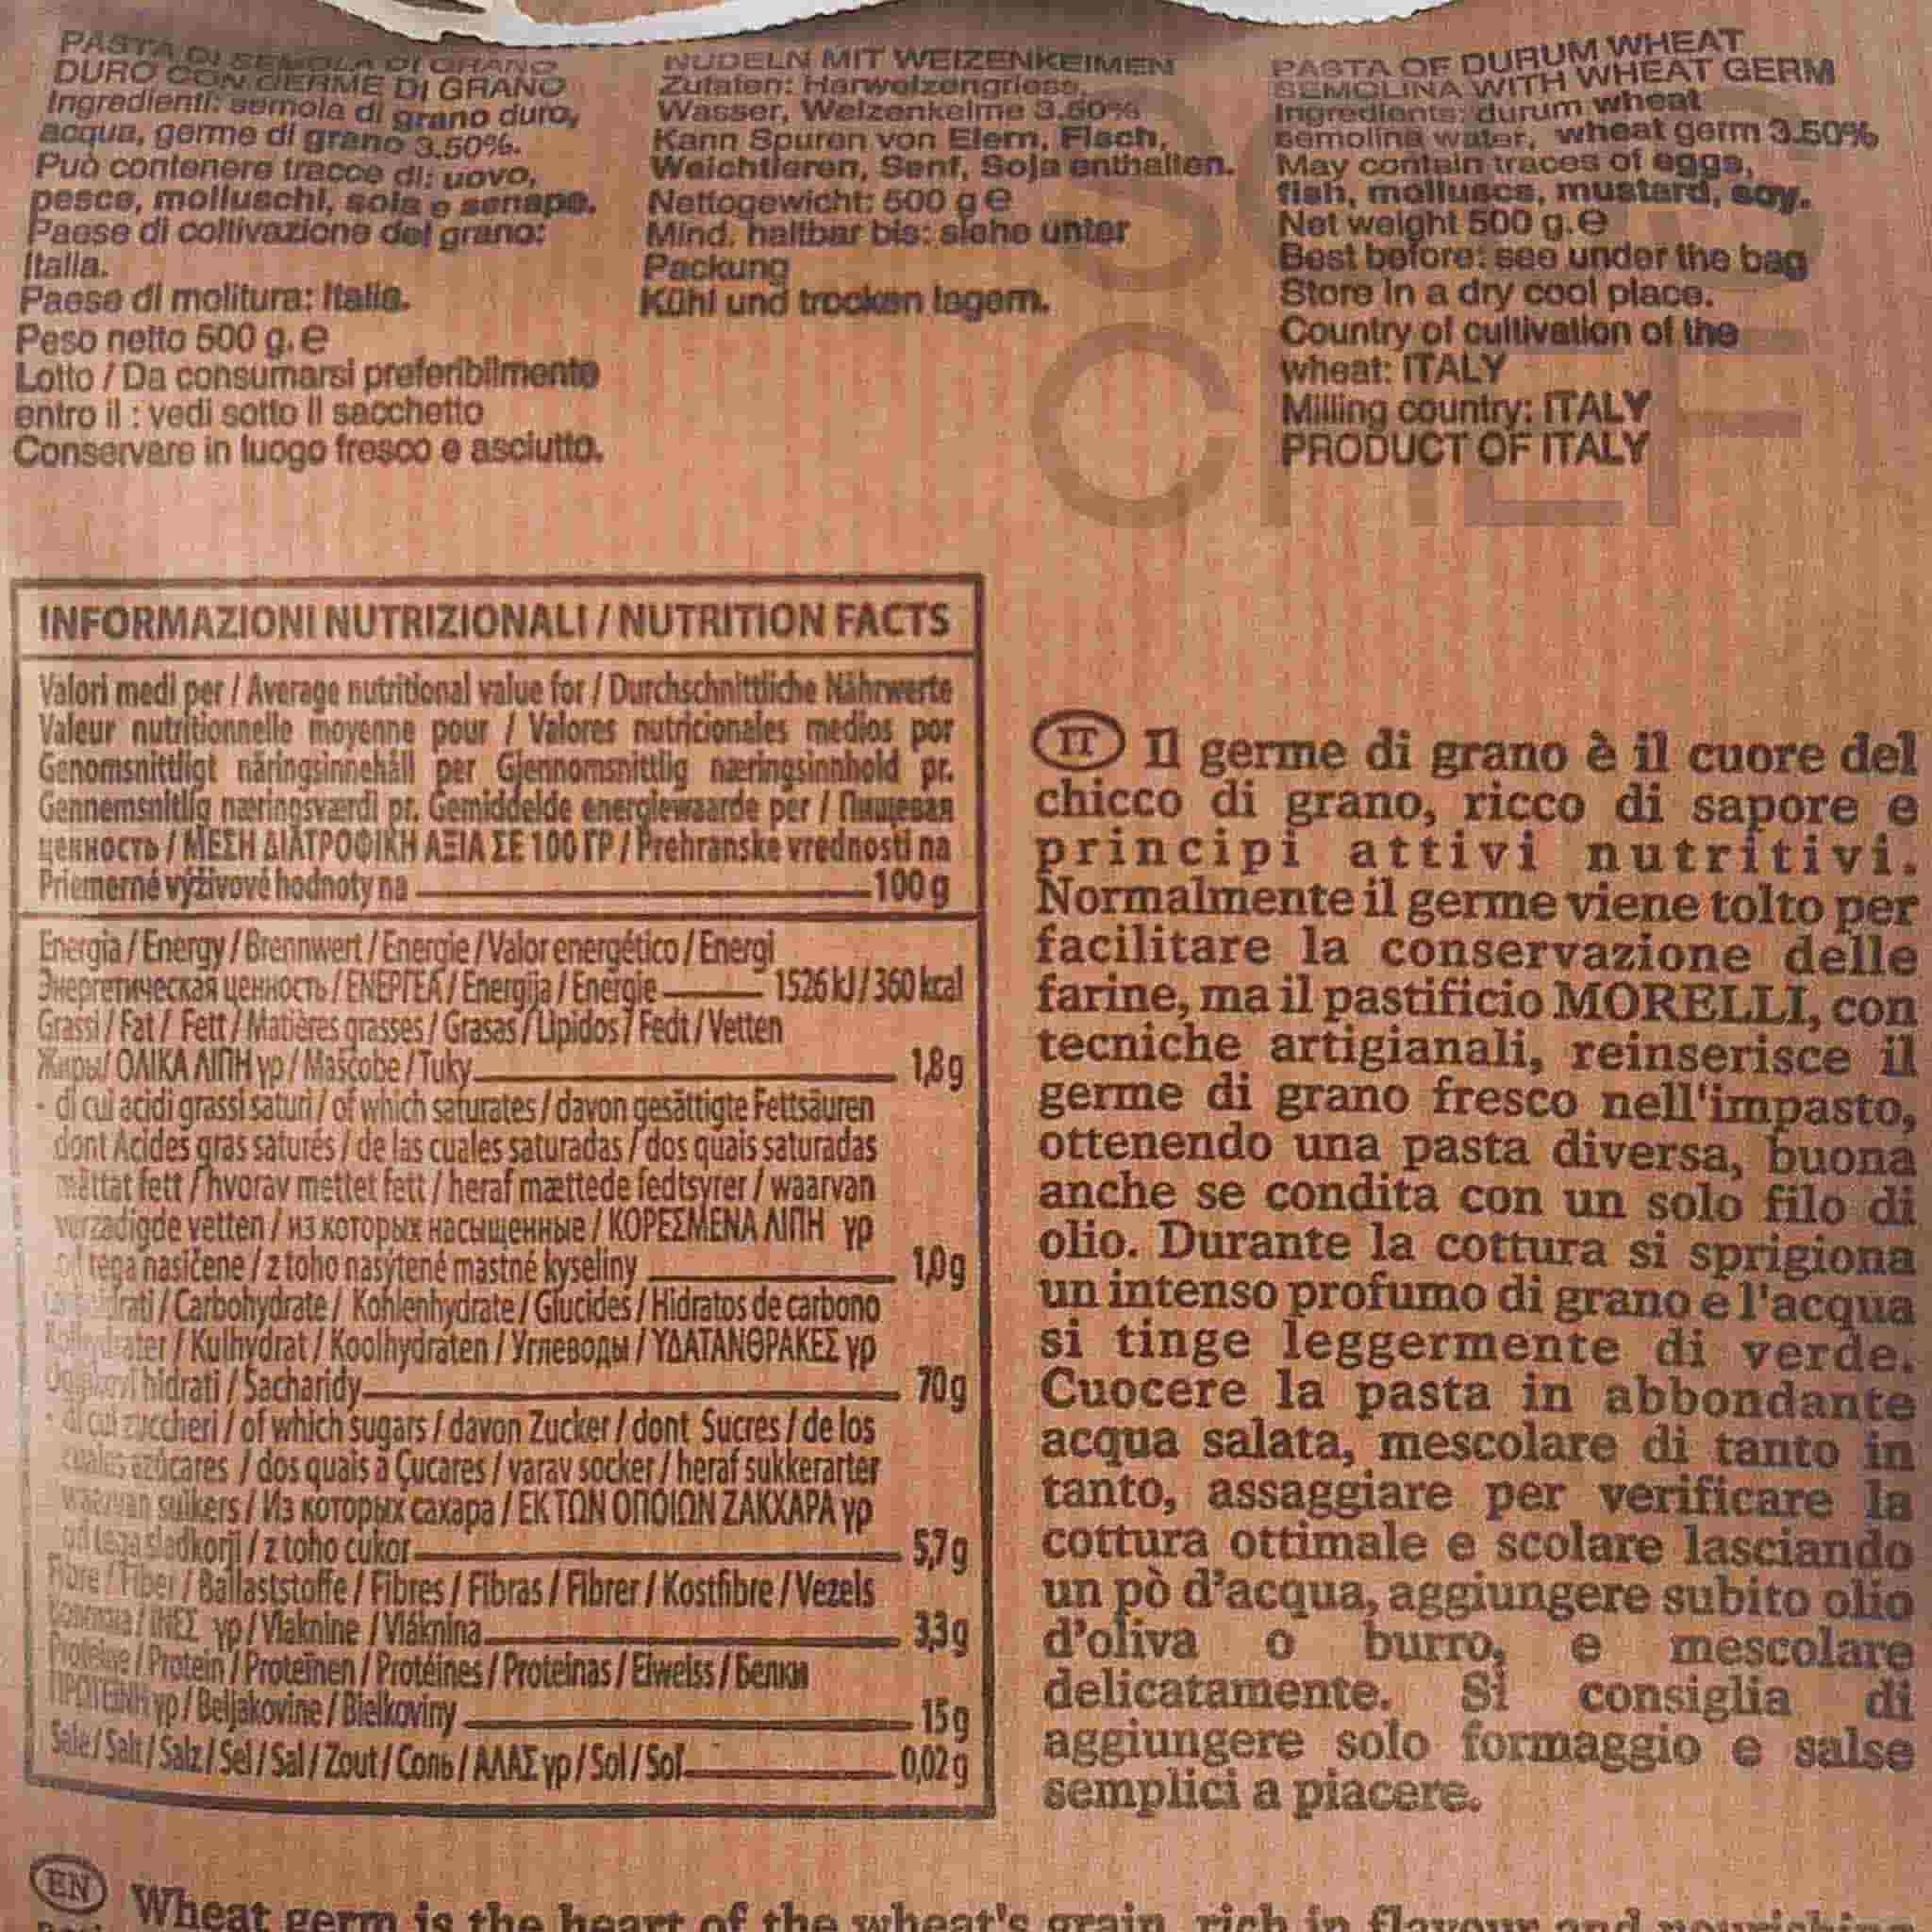 PASTA DI SEMOLA DI GRANO
DURO CON GERME DI GRANO
Ingredienti: semola di grano duro,
acqua, germe di grano 3.50%.
Può contenere tracce di: uovo,
pesce, molluschi, soia e senape.
Paese di coltivazione del grano:
Italia.
Paese di molitura: Italia.
Peso netto 500 g. e
Lotto / Da consumarsi preferibilmente
entro il : vedi sotto il sacchetto
Conservare in luogo fresco e asciutto.
NUDELN MIT WEIZENKEIMEN
Zutaten: Harweizengriess,
Wasser, Weizenkeime 3.50%
Kann Spuren von Eiern, Fisch,
Weichtieren, Senf, Soja enthalten.
Nettogewicht: 500 g e
Mind. haltbar bis: siehe unter
Packung
Kühl und trocken lagern.
PASTA OF DURUM WHEAT
SEMOLINA WITH WHEAT GERM
Ingredients: durum wheat
semolina water, wheat germ 3.50%
May contain traces of eggs,
fish, molluscs, mustard, soy.
Net weight 500 g. e
Best before: see under the bag
Store in a dry cool place.
Country of cultivation of the
wheat: ITALY
Milling country: ITALY
PRODUCT OF ITALY
INFORMAZIONI NUTRIZIONALI / NUTRITION FACTS
Valori medi per / Average nutritional value for / Durchschnittliche Nährwerte
Valeur nutritionnelle moyenne pour / Valores nutricionales medios por
Genomsnittligt näringsinnehåll per Gjennomsnittlig næringsinnhold pr.
Gennemsnitlig næringsværdi pr. Gemiddelde energiewaarde per / Пищевая
ценность / ΜΕΣΗ ΔΙΑΤΡΟΦΙΚΗ ΑΞΙΑ ΣΕ 100 ΓΡ / Prehranske vrednosti na
Priemerné výživové hodnoty na 100 g
Energia / Energy / Brennwert / Energie / Valor energético / Energi
Энергетическая ценность / ΕΝΕΡΓΕΑ / Energija / Energie 1526 kJ / 360 kcal
Grassi / Fat / Fett / Matières grasses / Grasas / Lipidos / Fedt / Vetten
Жиры / ΟΛΙΚΑ ΛΙΠΗ γρ / Maščobe / Tuky 1,8 g
- di cui acidi grassi saturi / of which saturates / davon gesättigte Fettsäuren
dont Acides gras saturés / de las cuales saturadas / dos quais saturadas
mättat fett / hvorav mettet fett / heraf mættede fedtsyrer / waarvan
verzadigde vetten / из которых насыщенные / ΚΟΡΕΣΜΕΝΑ ΛΙΠΗ γρ
od tega nasičene / z toho nasýtené mastné kyseliny 1,0 g
/ Carbohydrate / Kohlenhydrate / Glucides / Hidratos de carbono
/ Kulhydrat / Koolhydraten / Углеводы / ΥΔΑΤΑΝΘΡΑΚΕΣ γρ
hidrati / Sacharidy 70 g
- di cui zuccheri / of which sugars / davon Zucker / dont Sucres / de los
cuales azúcares / dos quais a Çucares / varav socker / heraf sukkerarter
waarvan suikers / Из которых сахара / ΕΚ ΤΩΝ ΟΠΟΙΩΝ ΖΑΚΧΑΡΑ γρ
od tega sladkorji / z toho cukor 5,7 g
Fibre / Fiber / Ballaststoffe / Fibres / Fibras / Fibrer / Kostfibre / Vezels
/ ΙΝΕΣ γρ / Vlaknine / Vláknina 3,3 g
Proteine / Protein / Proteïnen / Protéines / Proteinas / Eiweiss / Белки
ΠΡΟΤΕΙΝΗ γρ / Beljakovine / Bielkoviny 15 g
Sale / Salt / Salz / Sel / Sal / Zout / Соль / ΑΛΑΣ γρ / Sol / Soľ 0,02 g
IT Il germe di grano è il cuore del
chicco di grano, ricco di sapore e
principi attivi nutritivi.
Normalmente il germe viene tolto per
facilitare la conservazione delle
farine, ma il pastificio MORELLI, con
tecniche artigianali, reinserisce il
germe di grano fresco nell'impasto,
ottenendo una pasta diversa, buona
anche se condita con un solo filo di
olio. Durante la cottura si sprigiona
un intenso profumo di grano e l'acqua
si tinge leggermente di verde.
Cuocere la pasta in abbondante
acqua salata, mescolare di tanto in
tanto, assaggiare per verificare la
cottura ottimale e scolare lasciando
un pò d'acqua, aggiungere subito olio
d'oliva o burro, e mescolare
delicatamente. Si consiglia di
aggiungere solo formaggio e salse
semplici a piacere.
EN Wheat germ is the heart of the wheat's grain, rich in flavour and